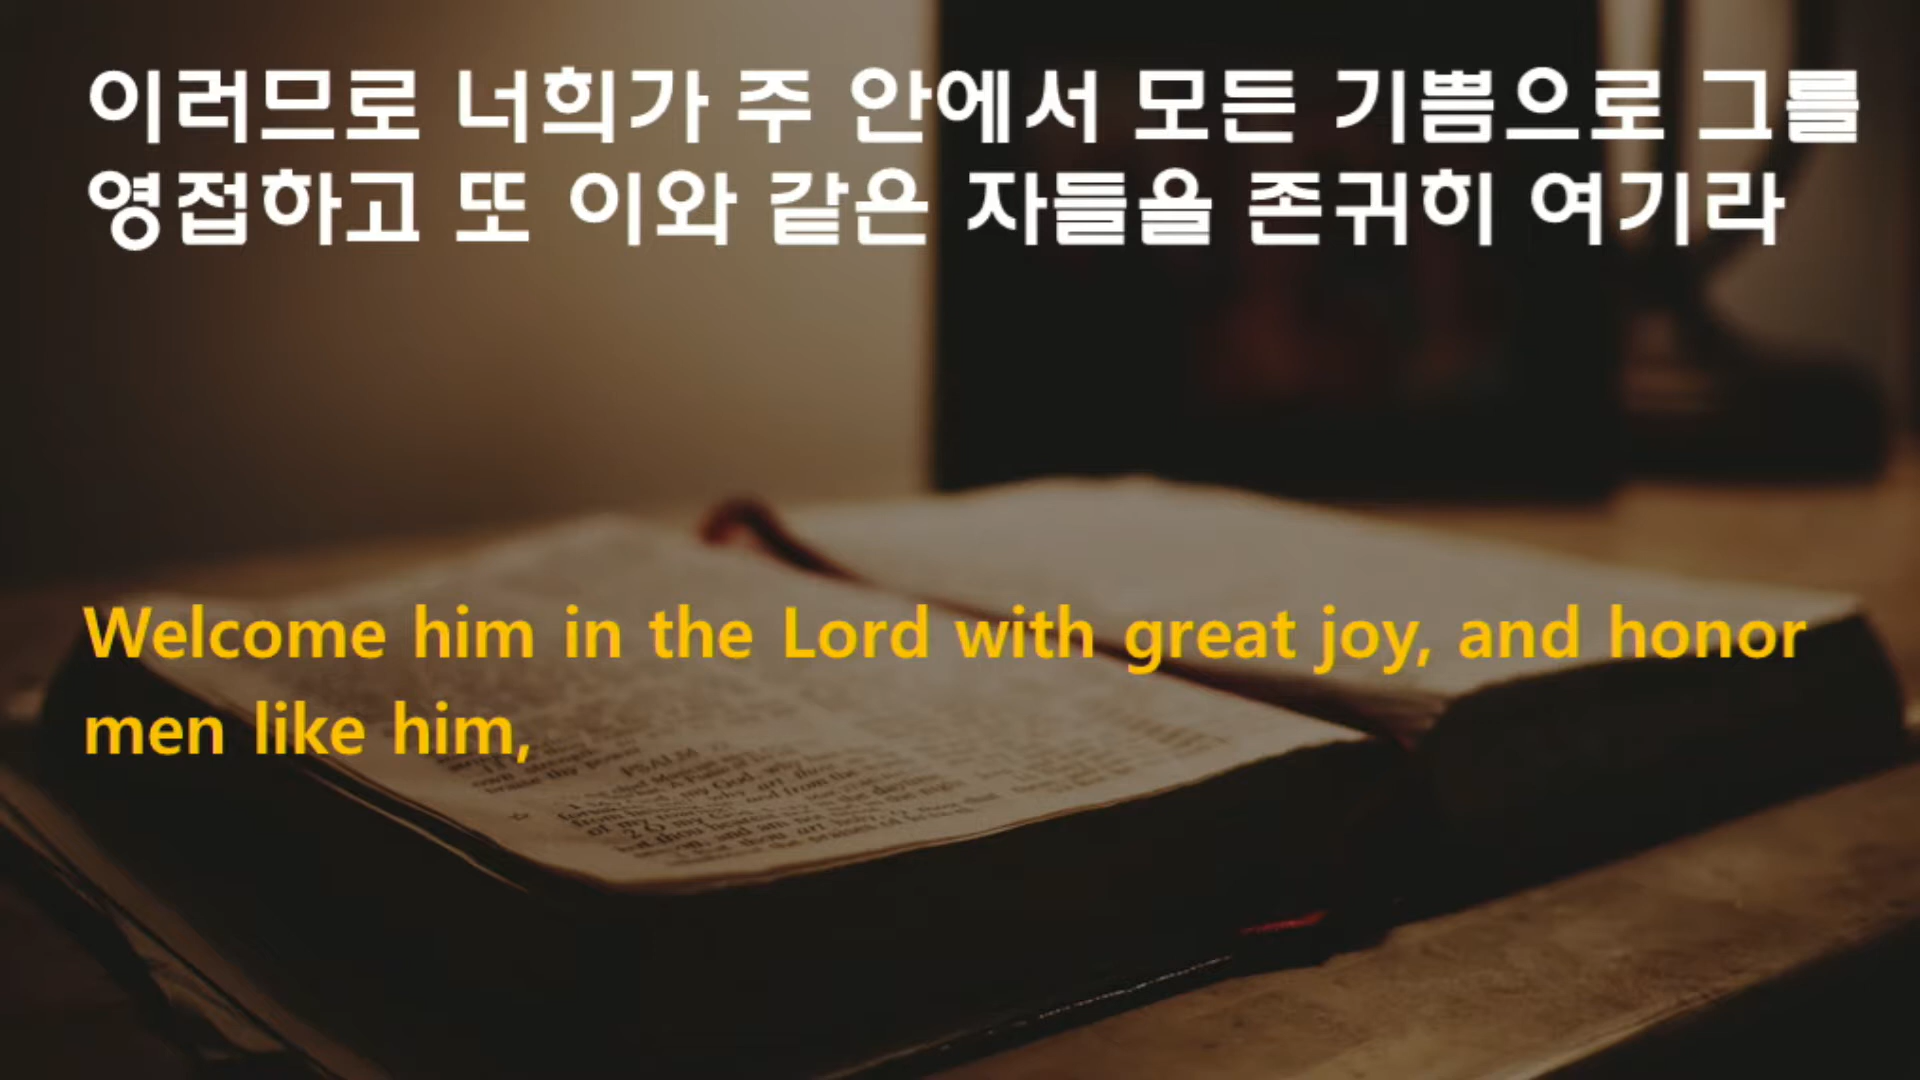 이러므로 너희가 주 안에서 모든 기쁨으로 그를
영접하고 또 이와 같은 자들을 존귀히 여기라
Welcome him in the Lord with great joy, and honor
men like him,
PSALM